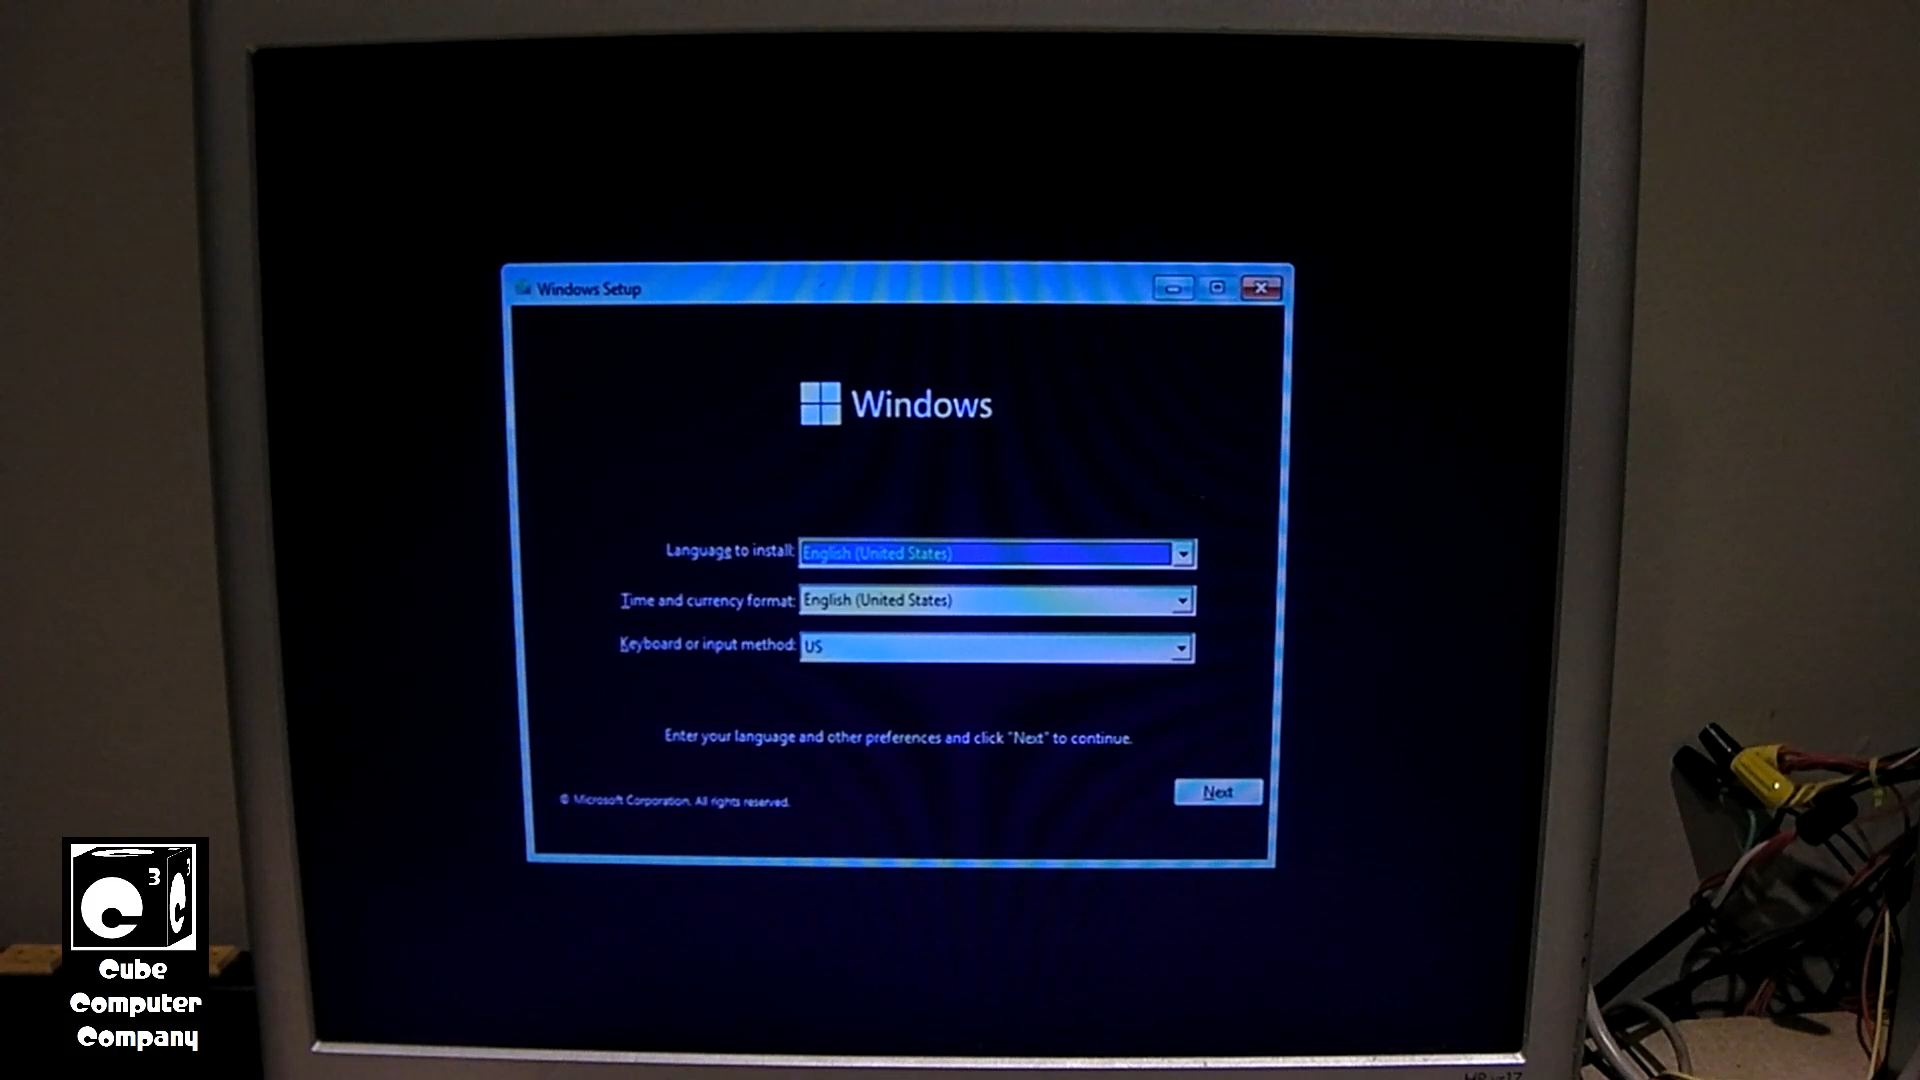 Windows Setup
Windows
Language to install: English (United States)
Time and currency format: English (United States)
Keyboard or input method: US
Enter your language and other preferences and click "Next" to continue.
Next
© Microsoft Corporation. All rights reserved.
C 3 C 3
Cube
Computer
Company